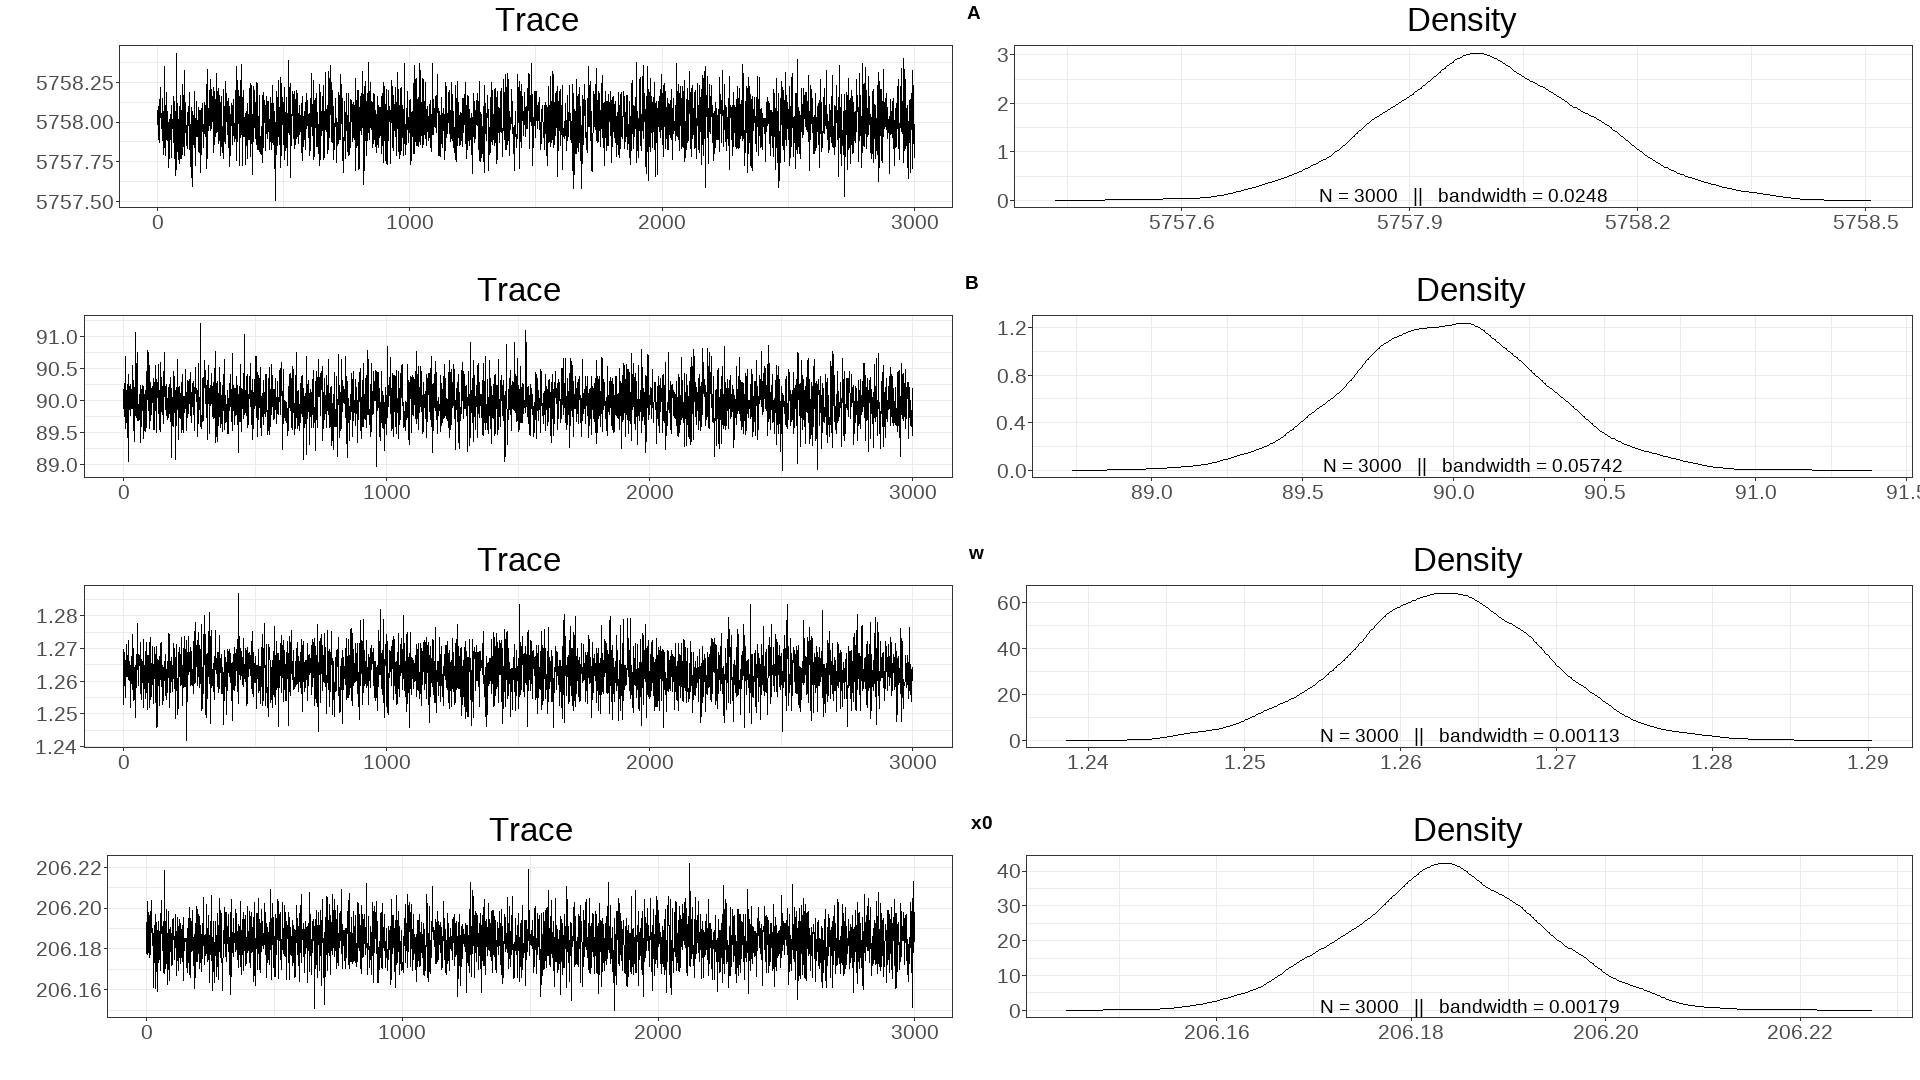 Trace A Density
5758.25
5758.00
5757.75
5757.50
0 1000 2000 3000
3
2
1
0
N = 3000 || bandwidth = 0.0248
5757.6 5757.9 5758.2 5758.5
Trace B Density
91.0
90.5
90.0
89.5
89.0
0 1000 2000 3000
1.2
0.8
0.4
0.0
N = 3000 || bandwidth = 0.05742
89.0 89.5 90.0 90.5 91.0 91.5
Trace w Density
1.28
1.27
1.26
1.25
1.24
0 1000 2000 3000
60
40
20
0
N = 3000 || bandwidth = 0.00113
1.24 1.25 1.26 1.27 1.28 1.29
Trace x0 Density
206.22
206.20
206.18
206.16
0 1000 2000 3000
40
30
20
10
0
N = 3000 || bandwidth = 0.00179
206.16 206.18 206.20 206.22